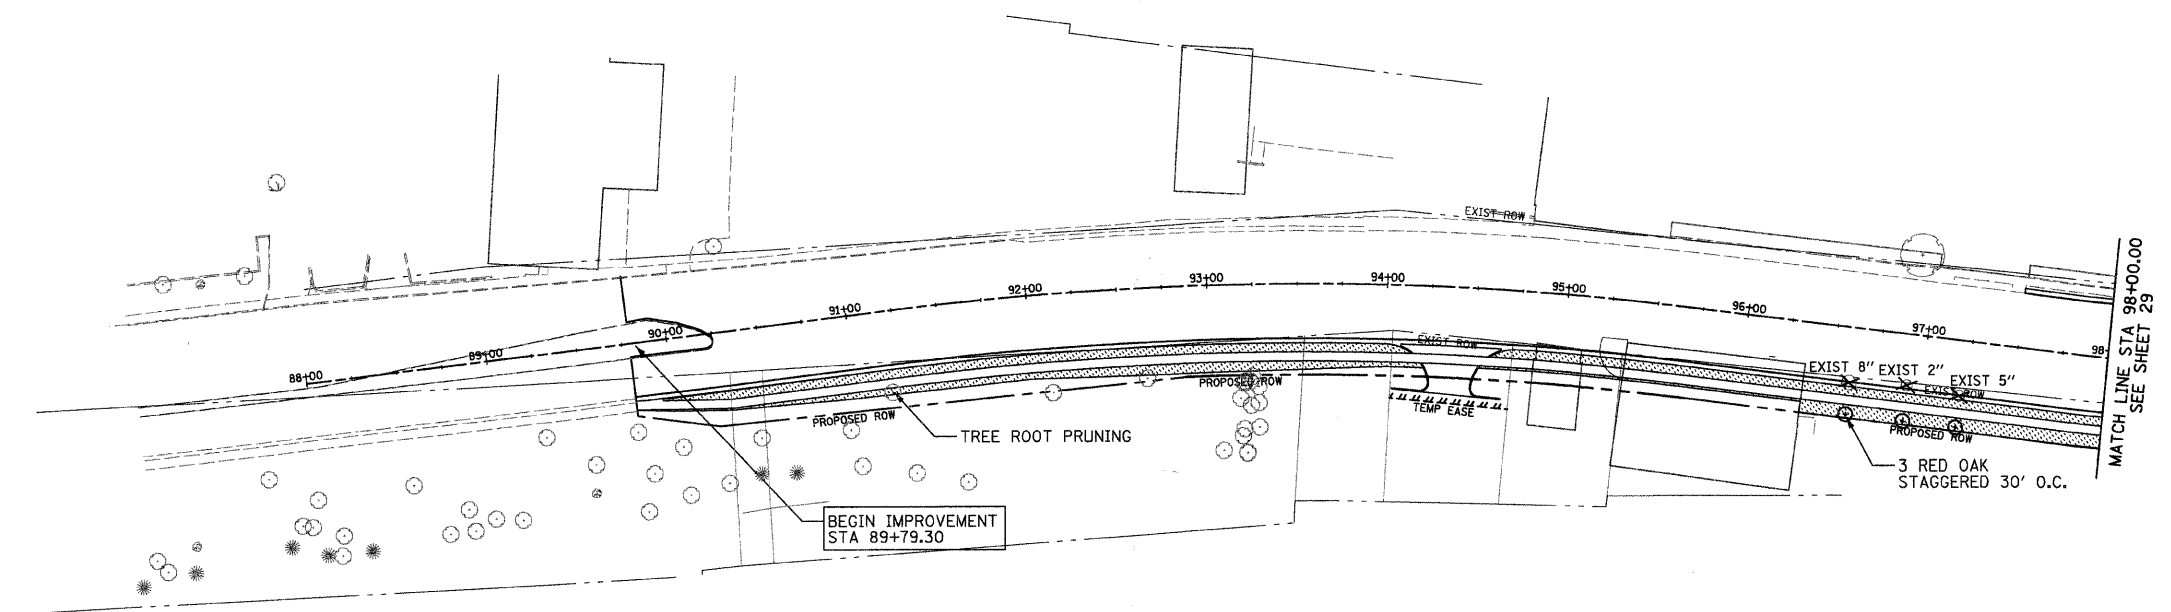 EXIST ROW
88+00
89+00
90+00
91+00
92+00
93+00
94+00
95+00
96+00
97+00
98
EXIST ROW
EXIST 8"
EXIST 2"
EXIST 5"
EXIST ROW
PROPOSED ROW
PROPOSED ROW
TEMP EASE
PROPOSED ROW
TREE ROOT PRUNING
3 RED OAK
STAGGERED 30' O.C.
BEGIN IMPROVEMENT
STA 89+79.30
MATCH LINE STA 98+00.00
SEE SHEET 29